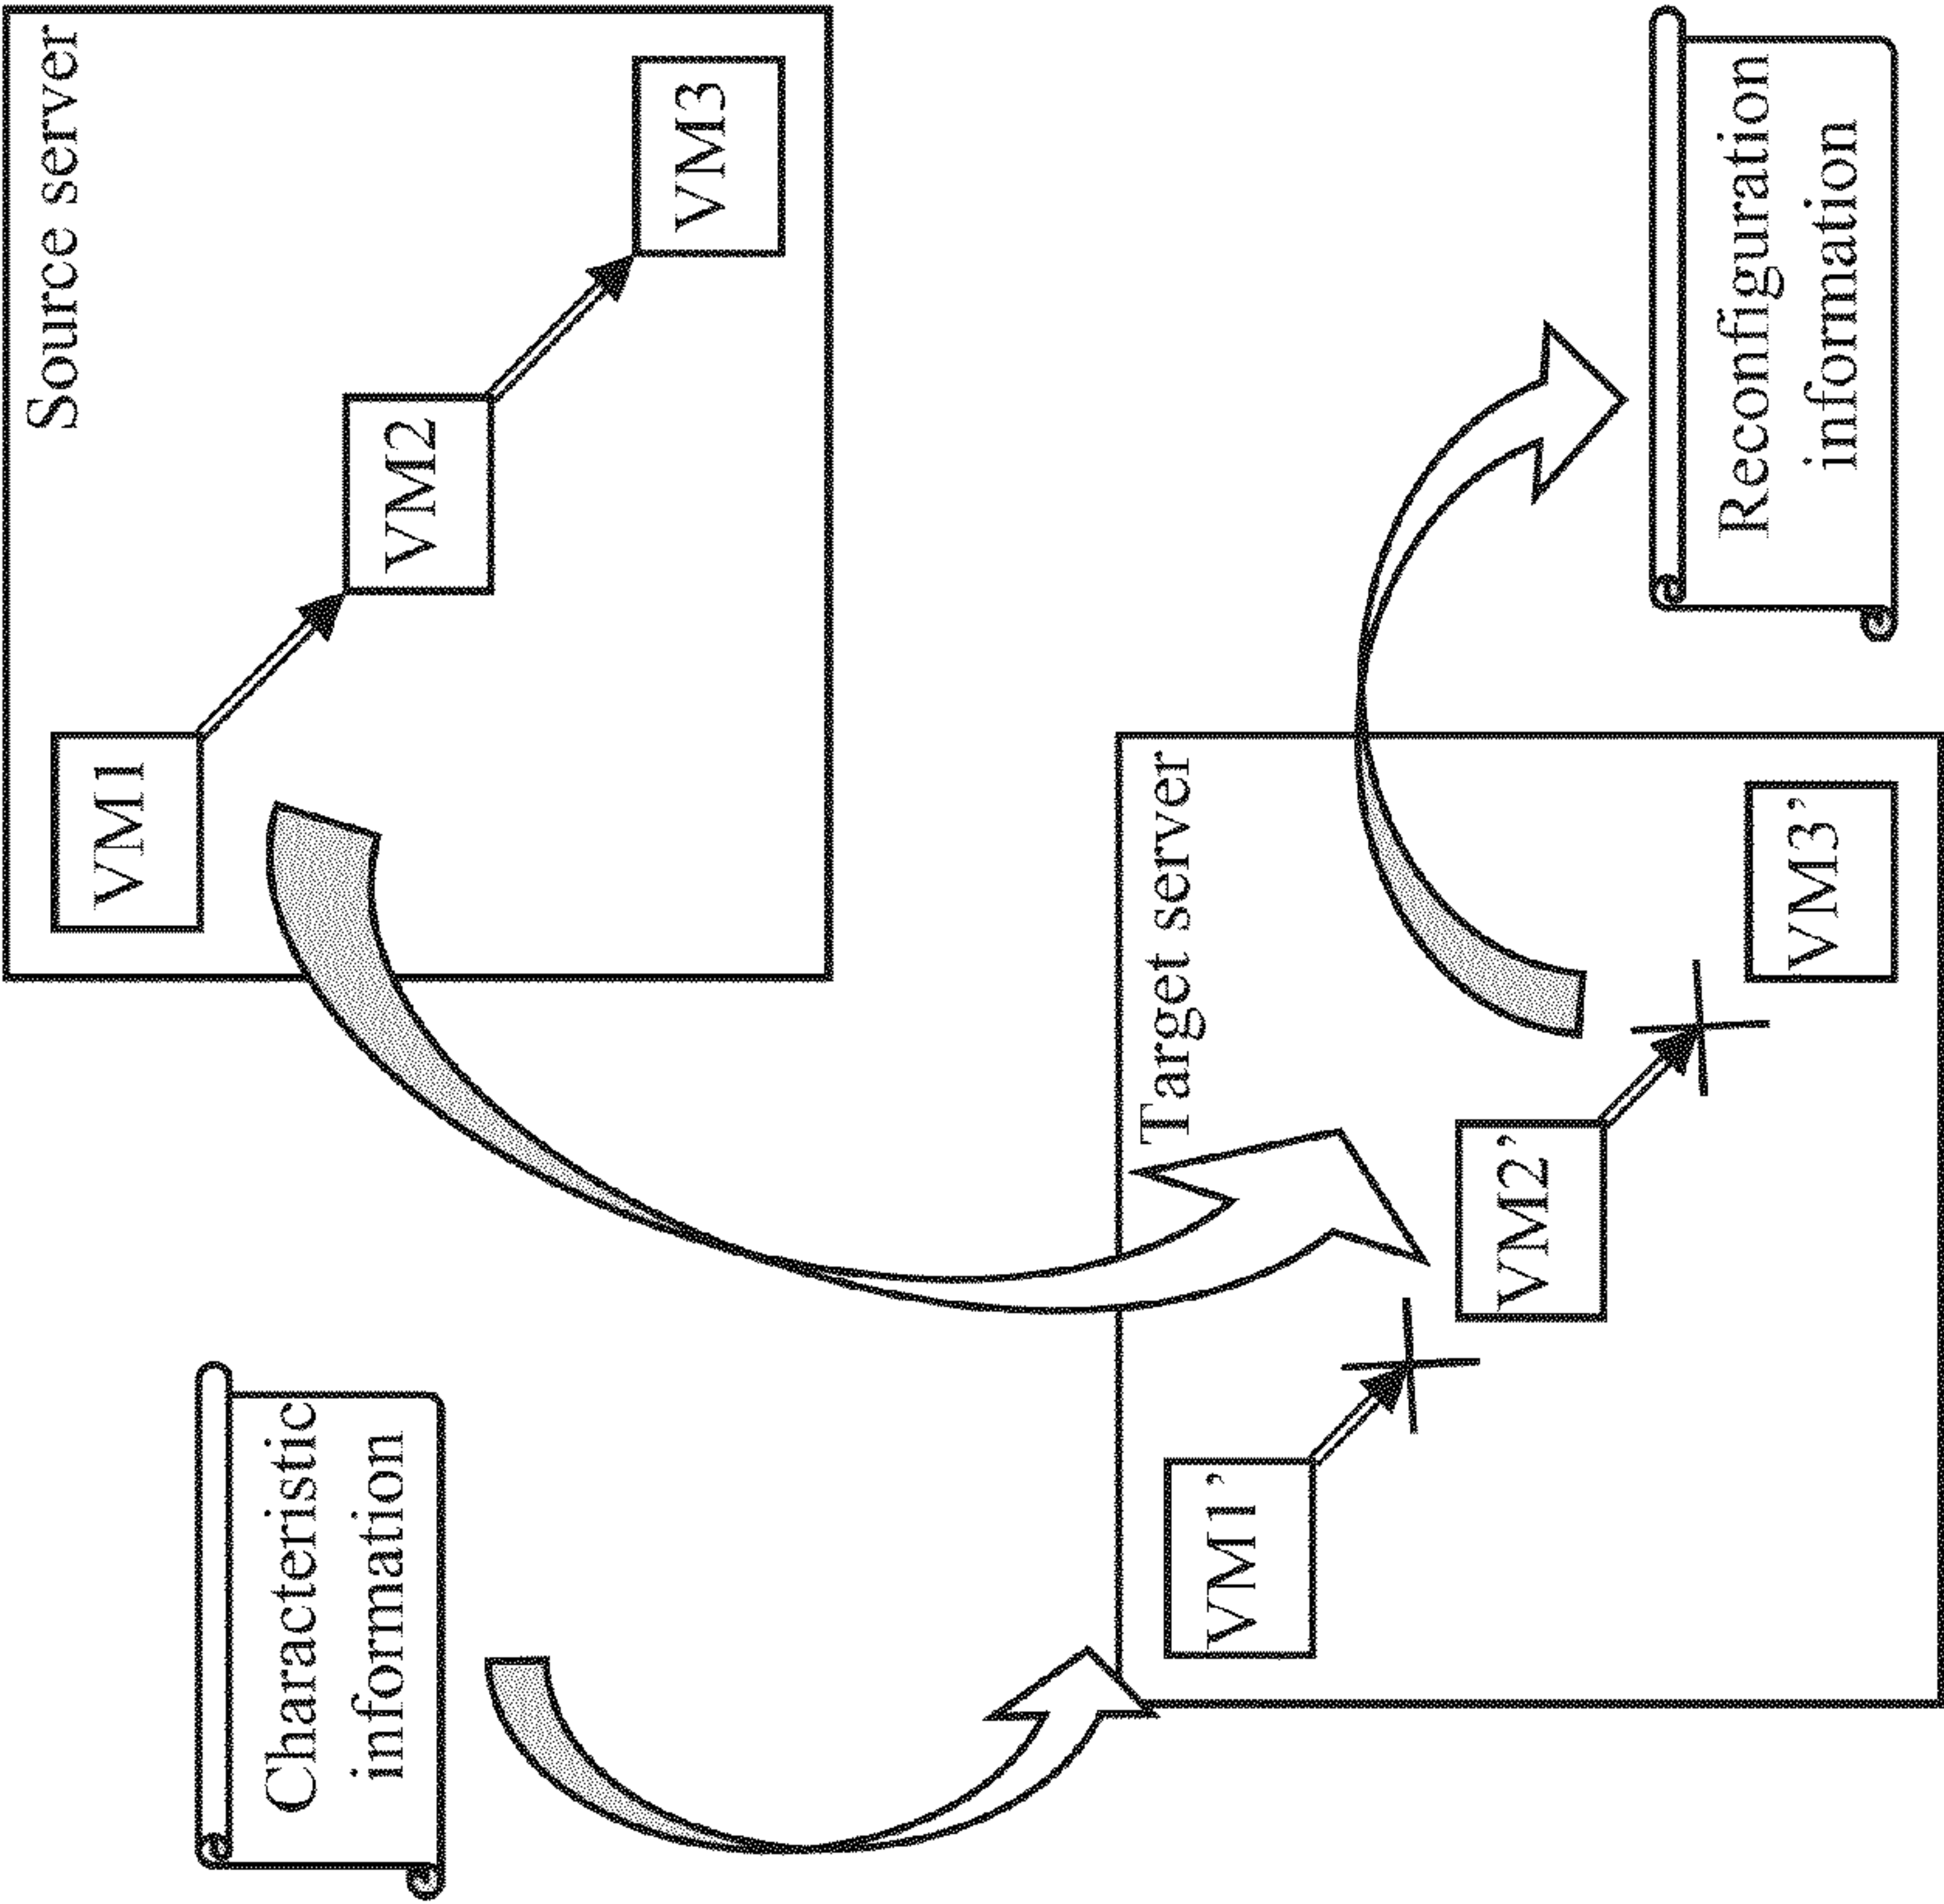 Characteristic
information
Source server
VM1
VM2
VM3
Target server
VM1’
VM2’
VM3’
Reconfiguration
information